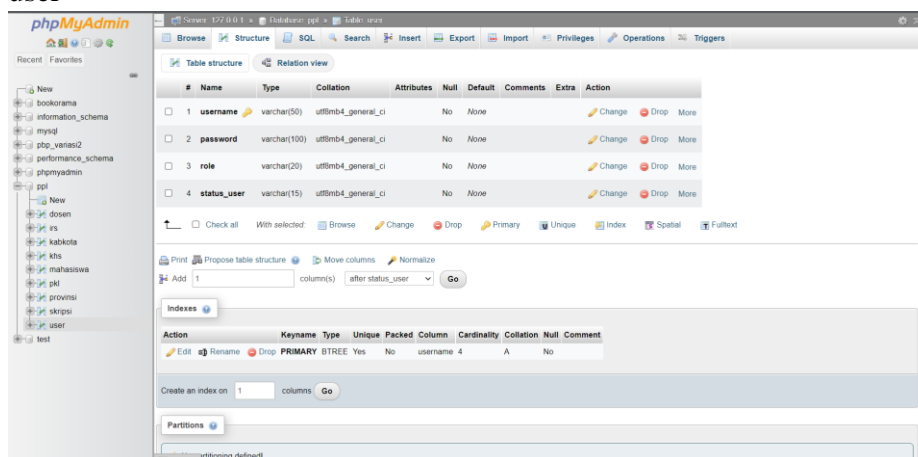 user
phpMyAdmin
Recent Favorites
New
bookorama
information_schema
mysql
pbp_variasi2
performance_schema
phpmyadmin
ppl
New
dosen
irs
kabkota
khs
mahasiswa
pkl
provinsi
skripsi
user
test
Server: 127.0.0.1 » Database: ppl » Table: user
Browse Structure SQL Search Insert Export Import Privileges Operations Triggers
Table structure Relation view
# Name Type Collation Attributes Null Default Comments Extra Action
1 username varchar(50) utf8mb4_general_ci No None Change Drop More
2 password varchar(100) utf8mb4_general_ci No None Change Drop More
3 role varchar(20) utf8mb4_general_ci No None Change Drop More
4 status_user varchar(15) utf8mb4_general_ci No None Change Drop More
Check all With selected: Browse Change Drop Primary Unique Index Spatial Fulltext
Print Propose table structure Move columns Normalize
Add 1 column(s) after status_user Go
Indexes
Action Keyname Type Unique Packed Column Cardinality Collation Null Comment
Edit Rename Drop PRIMARY BTREE Yes No username 4 A No
Create an index on 1 columns Go
Partitions
partitioning defined!